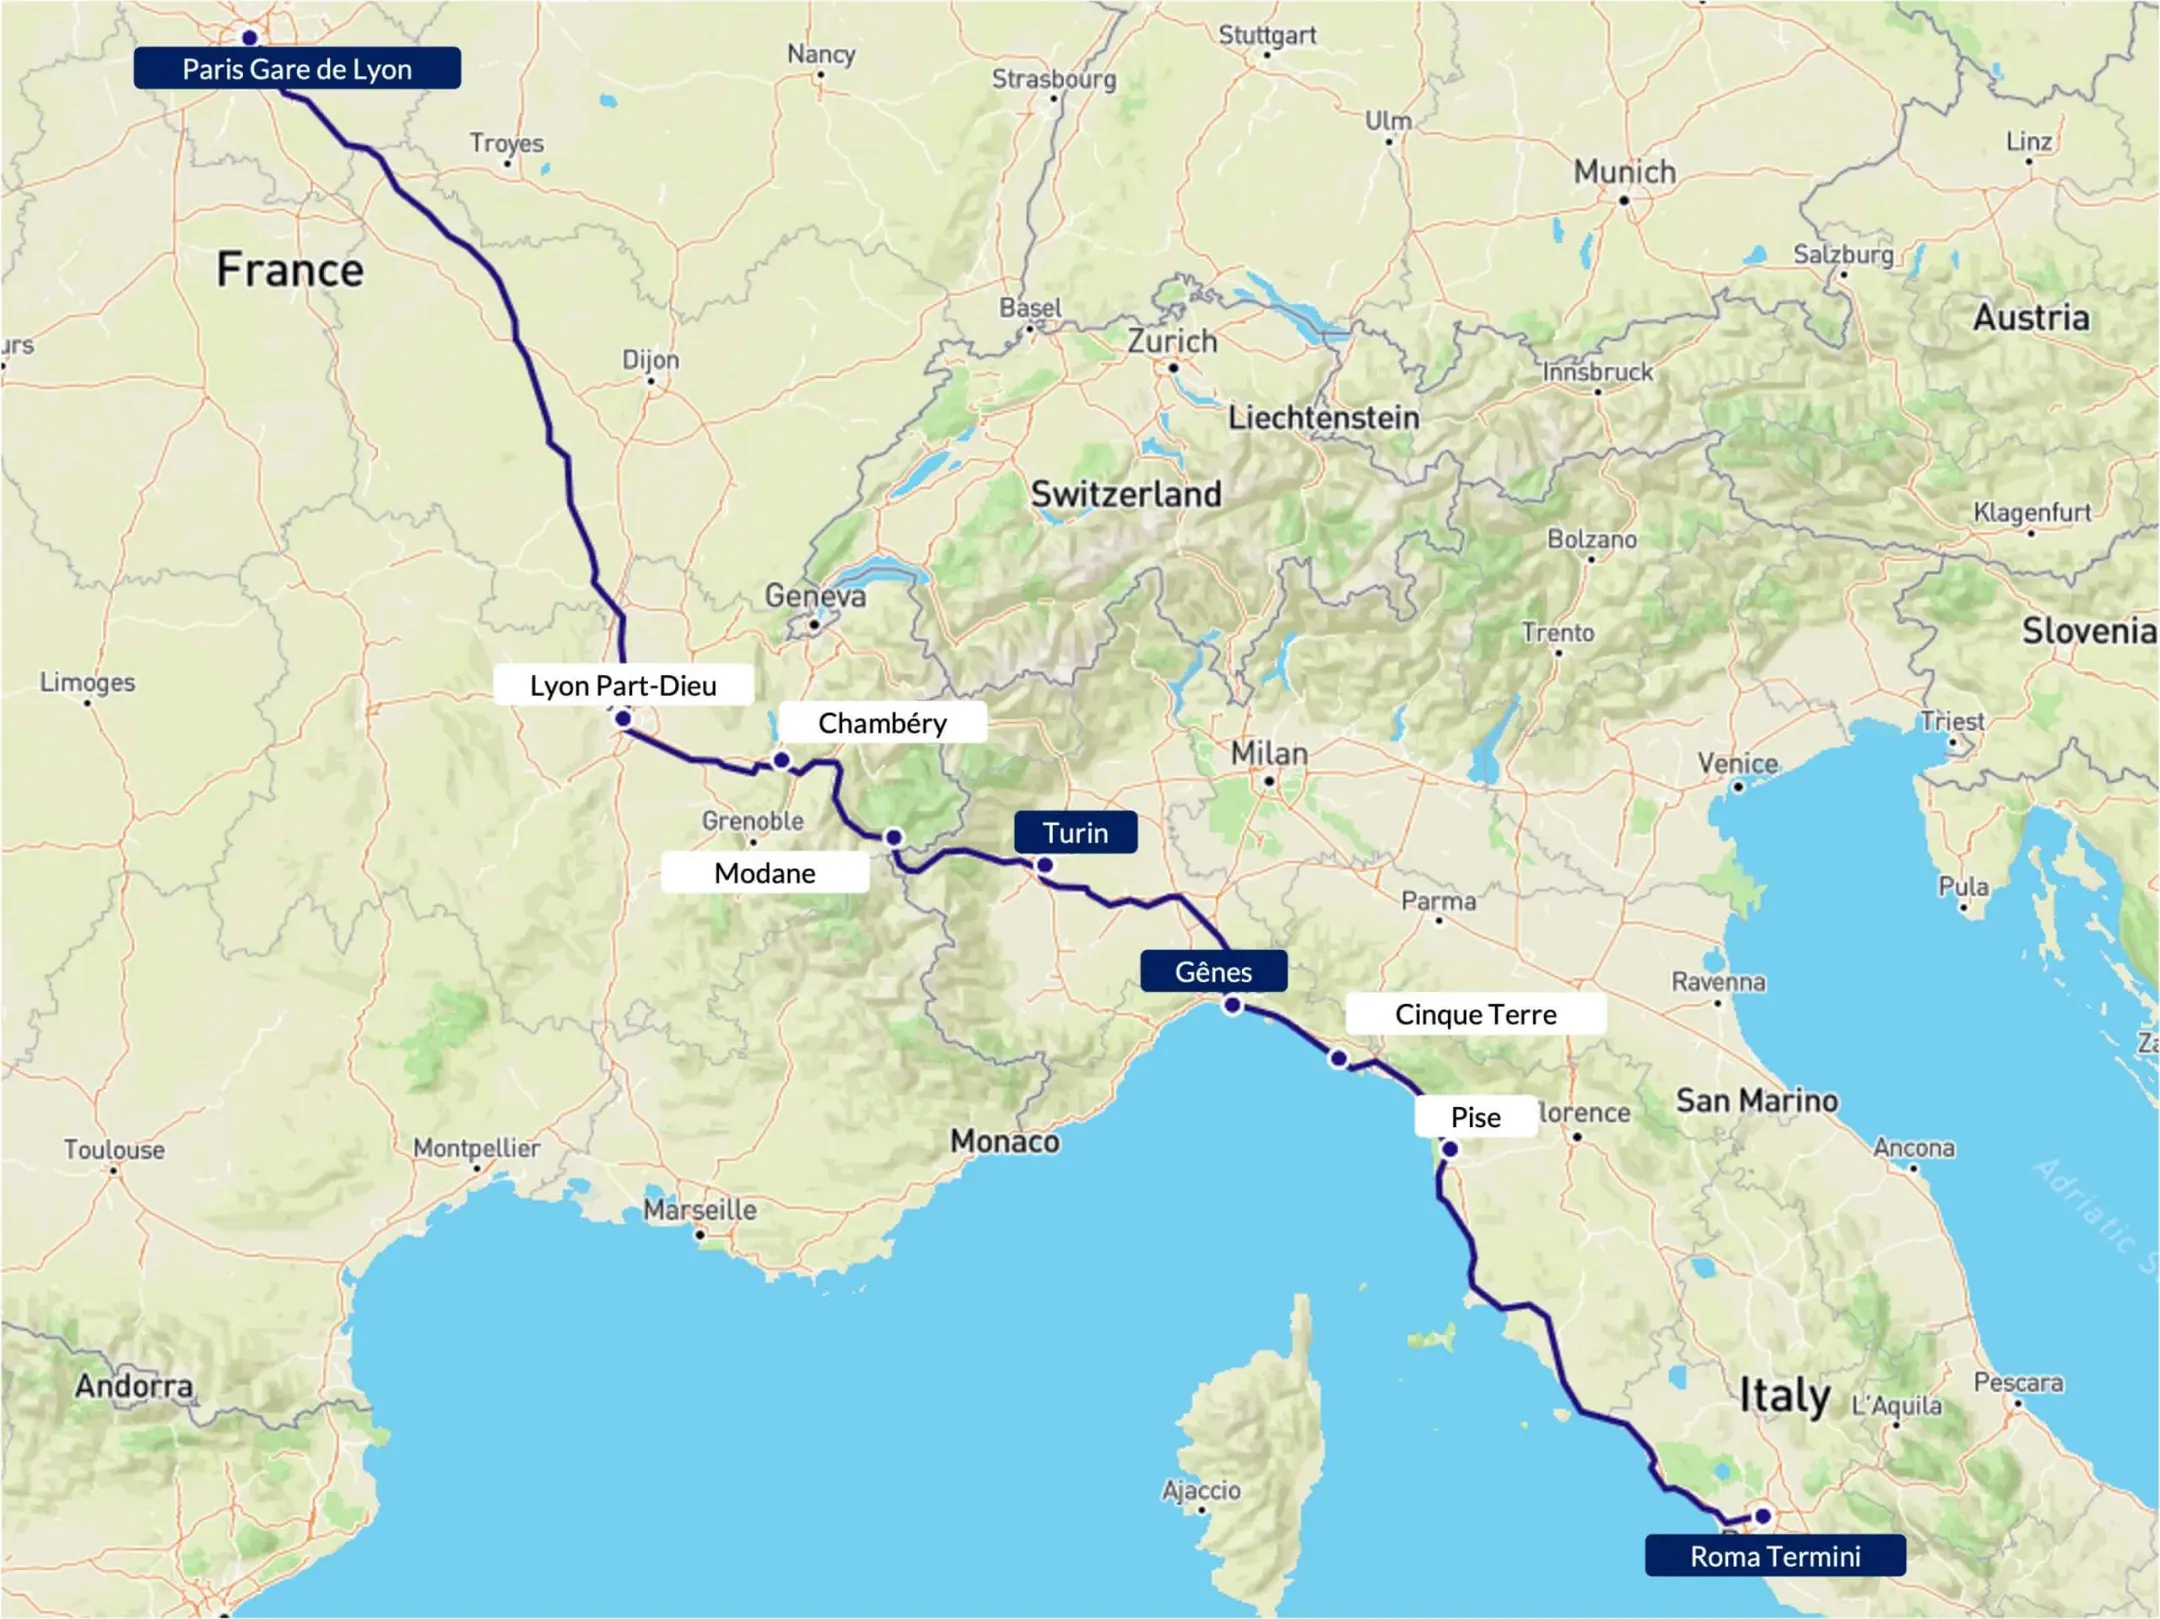 Paris Gare de Lyon
Nancy
Stuttgart
Strasbourg
Troyes
Ulm
Munich
Linz
France
Salzburg
Basel
Zurich
Austria
urs
Dijon
Innsbruck
Liechtenstein
Switzerland
Klagenfurt
Bolzano
Geneva
Trento
Slovenia
Limoges
Lyon Part-Dieu
Chambéry
Triest
Milan
Venice
Grenoble
Turin
Modane
Pula
Parma
Gênes
Ravenna
Cinque Terre
Za
San Marino
Pise
lorence
Monaco
Toulouse
Montpellier
Ancona
Adriatic S
Marseille
Andorra
Italy
L'Aquila
Pescara
Ajaccio
Roma Termini